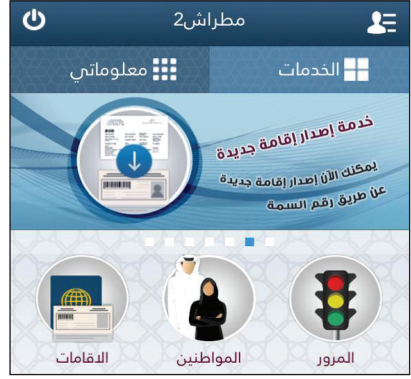 مطراش2
الخدمات
معلوماتي
خدمة إصدار إقامة جديدة
يمكنك الآن إصدار إقامة جديدة
عن طريق رقم السمة
المرور
المواطنين
الاقامات